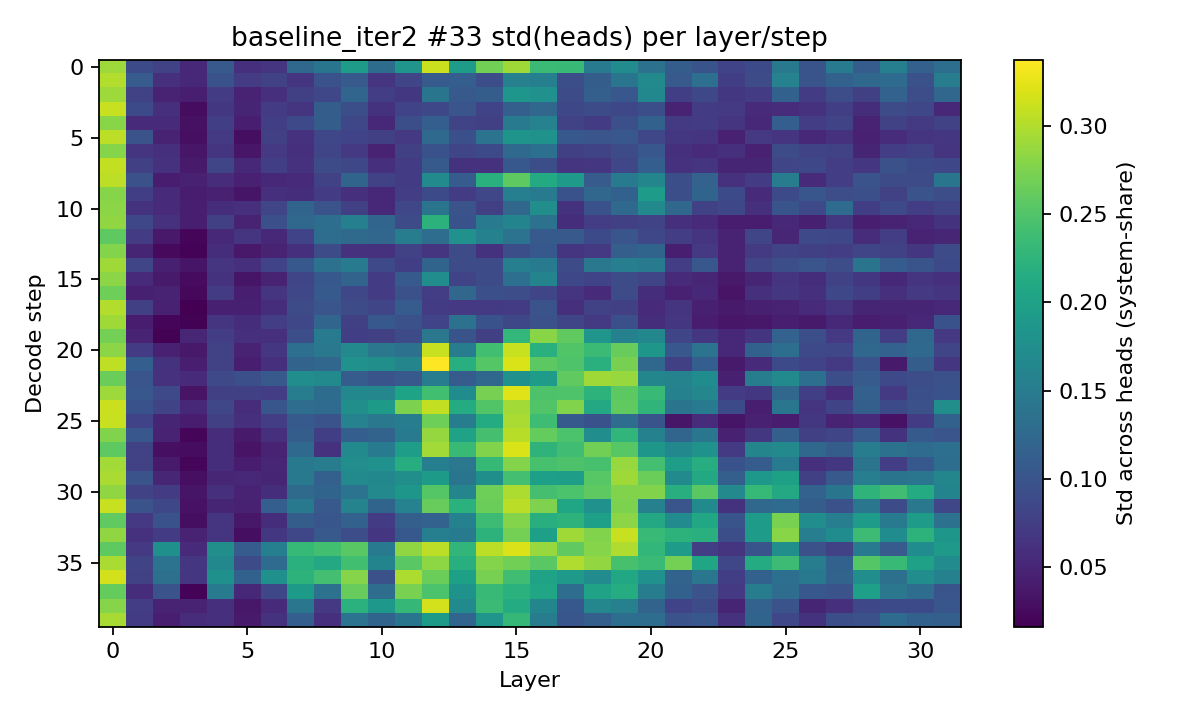 baseline_iter2 #33 std(heads) per layer/step
0
5
10
15
20
25
30
35
Decode step
0 5 10 15 20 25 30
Layer
0.30
0.25
0.20
0.15
0.10
0.05
Std across heads (system-share)